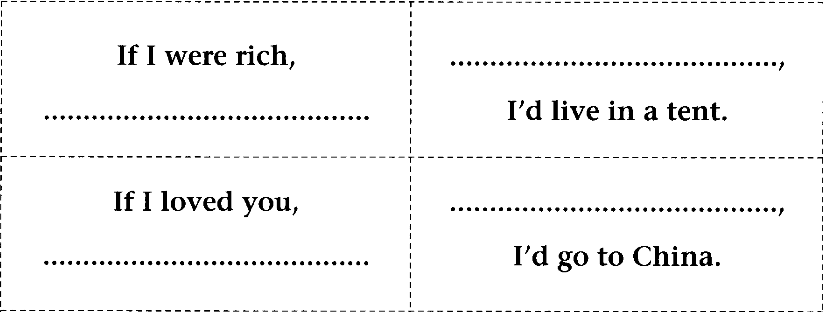 If I were rich,
........................................
........................................,
I'd live in a tent.
If I loved you,
........................................
........................................,
I'd go to China.